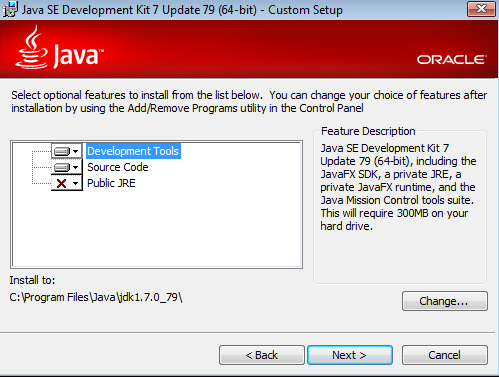 Java SE Development Kit 7 Update 79 (64-bit) - Custom Setup
Java™
ORACLE®
Select optional features to install from the list below. You can change your choice of features after
installation by using the Add/Remove Programs utility in the Control Panel
Development Tools
Source Code
Public JRE
Feature Description
Java SE Development Kit 7
Update 79 (64-bit), including the
JavaFX SDK, a private JRE, a
private JavaFX runtime, and the
Java Mission Control tools suite.
This will require 300MB on your
hard drive.
Install to:
C:\Program Files\Java\jdk1.7.0_79\
Change...
< Back
Next >
Cancel